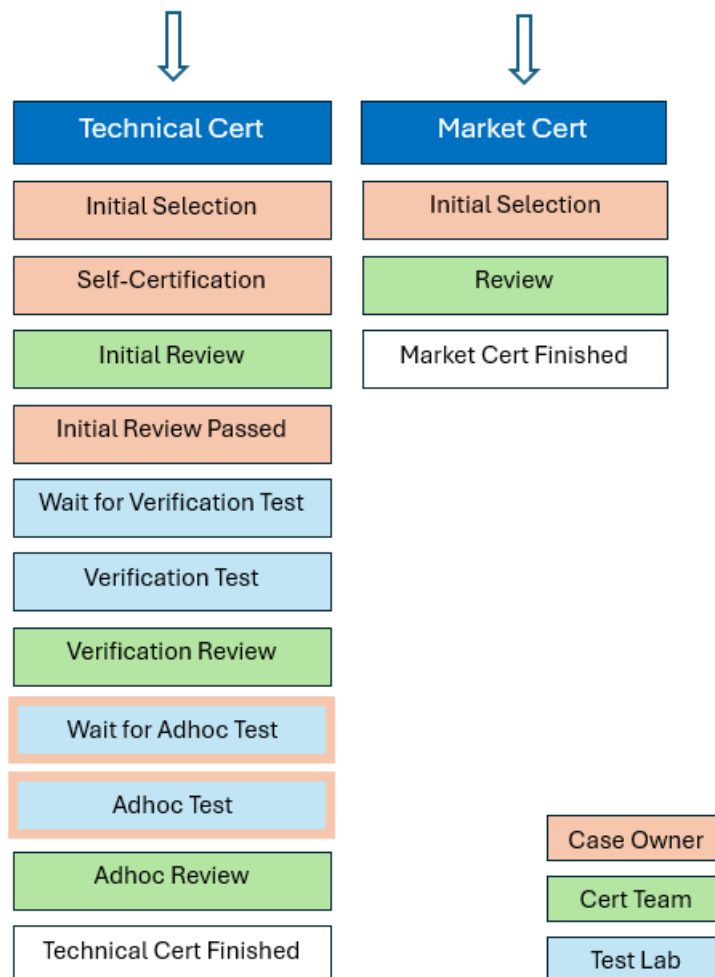 Technical Cert
Initial Selection
Self-Certification
Initial Review
Initial Review Passed
Wait for Verification Test
Verification Test
Verification Review
Wait for Adhoc Test
Adhoc Test
Adhoc Review
Technical Cert Finished
Market Cert
Initial Selection
Review
Market Cert Finished
Case Owner
Cert Team
Test Lab